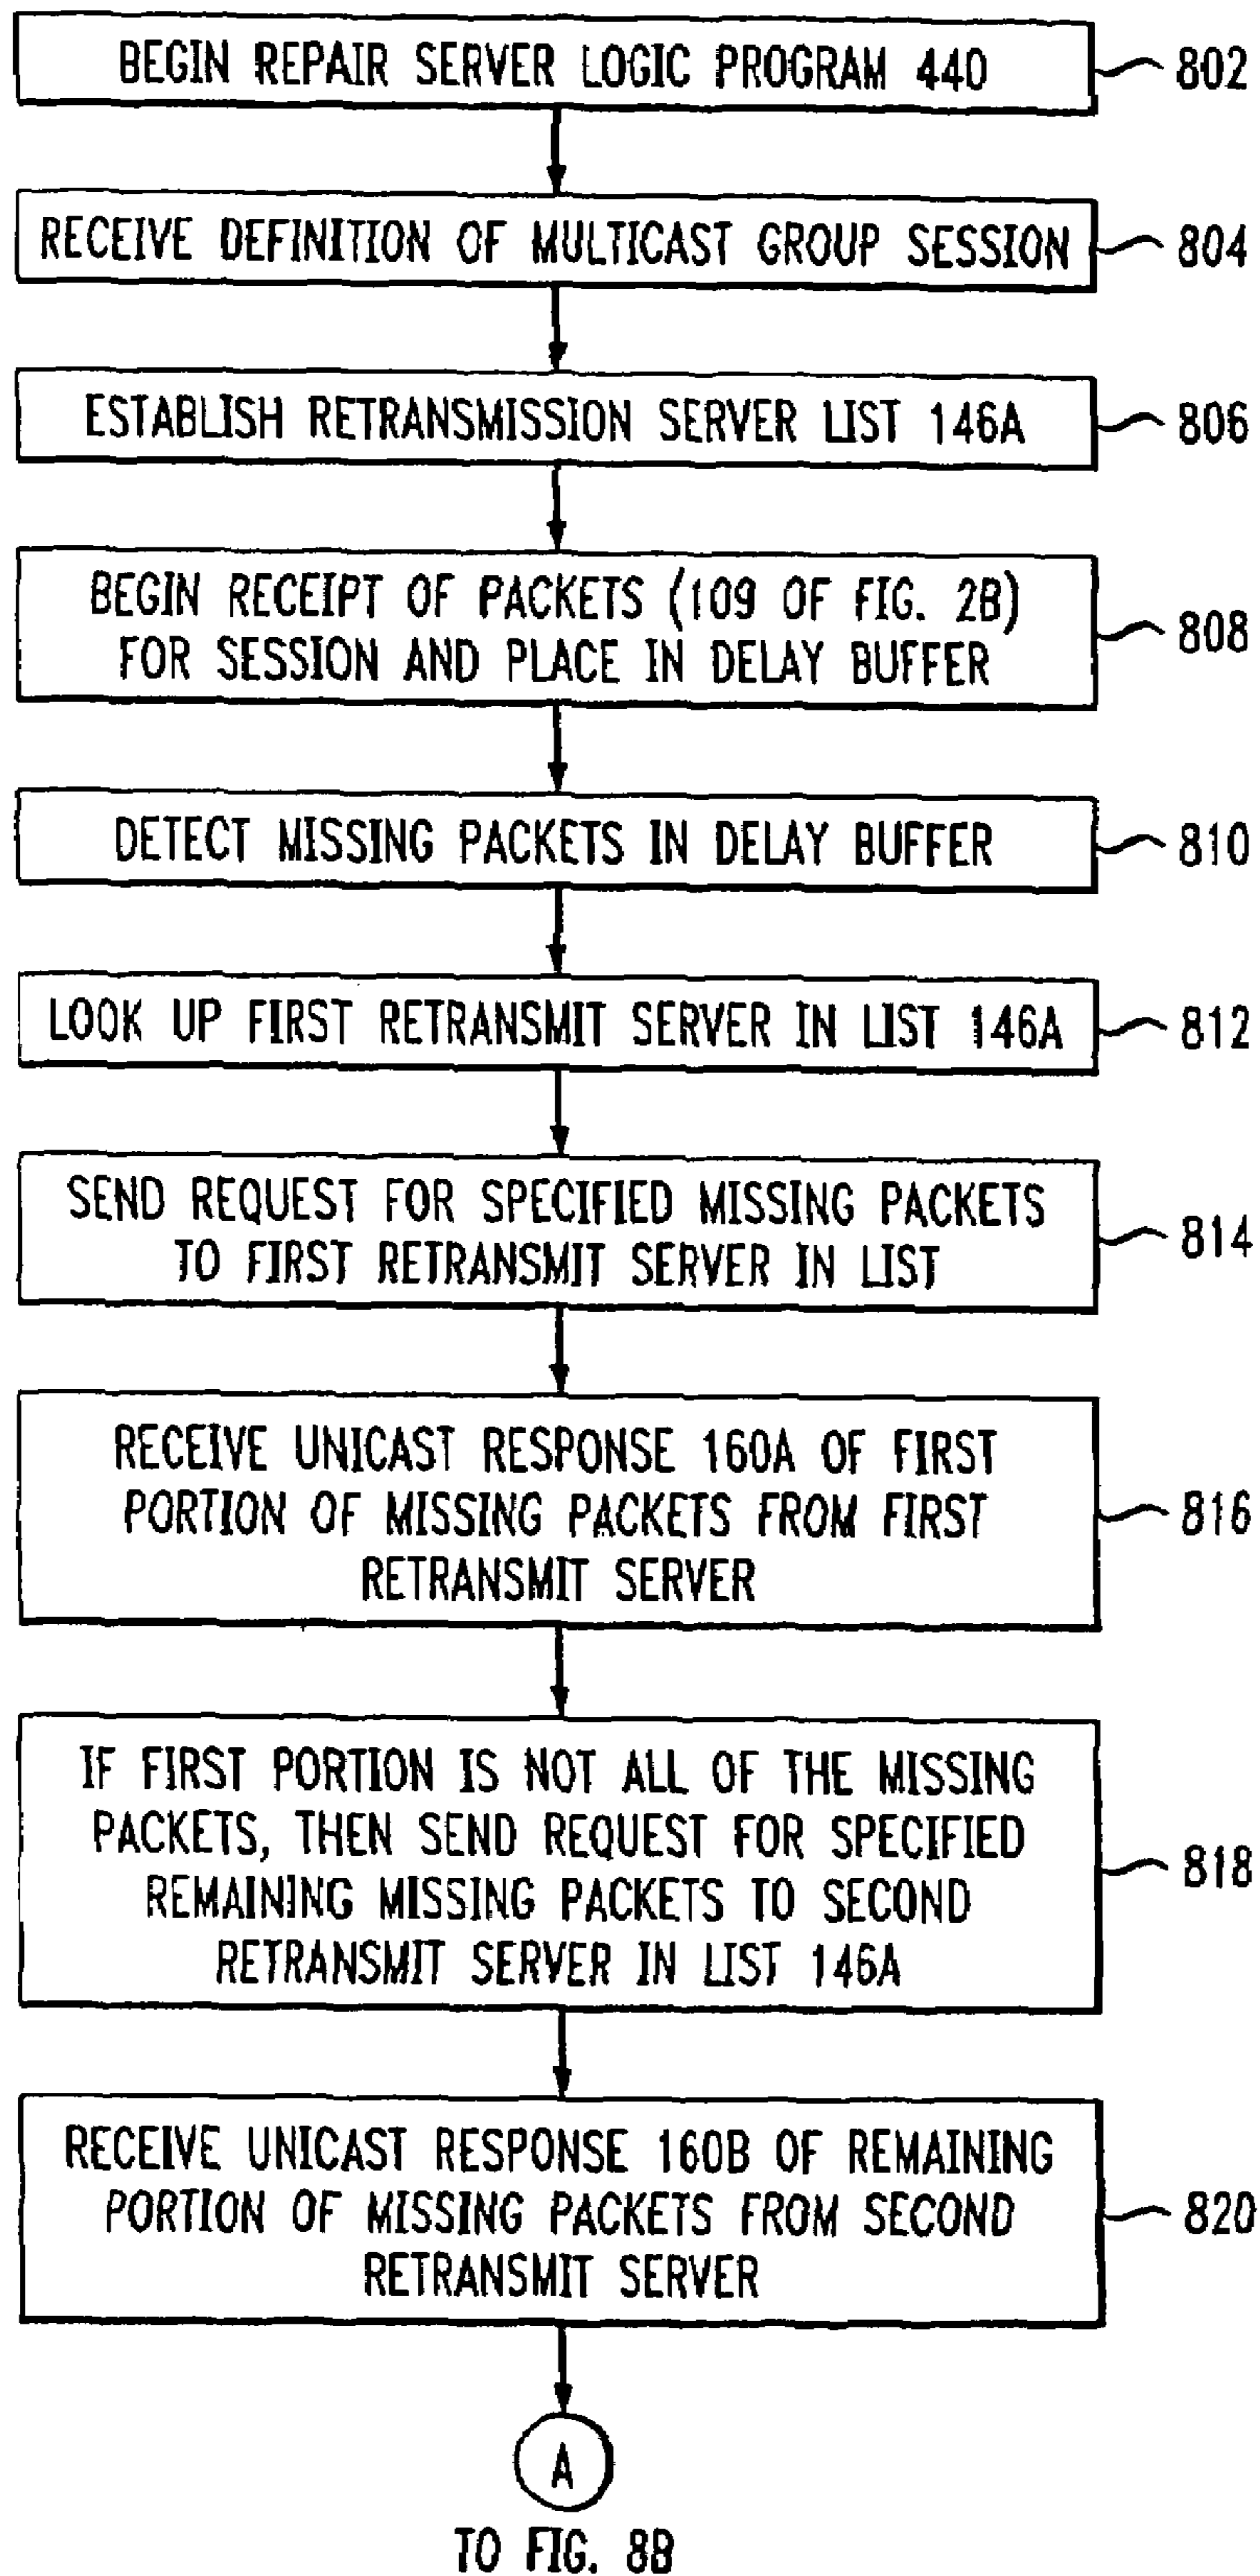 BEGIN REPAIR SERVER LOGIC PROGRAM 440
802
RECEIVE DEFINITION OF MULTICAST GROUP SESSION
804
ESTABLISH RETRANSMISSION SERVER LIST 146A
806
BEGIN RECEIPT OF PACKETS (109 OF FIG. 2B)
FOR SESSION AND PLACE IN DELAY BUFFER
808
DETECT MISSING PACKETS IN DELAY BUFFER
810
LOOK UP FIRST RETRANSMIT SERVER IN LIST 146A
812
SEND REQUEST FOR SPECIFIED MISSING PACKETS
TO FIRST RETRANSMIT SERVER IN LIST
814
RECEIVE UNICAST RESPONSE 160A OF FIRST
PORTION OF MISSING PACKETS FROM FIRST
RETRANSMIT SERVER
816
IF FIRST PORTION IS NOT ALL OF THE MISSING
PACKETS, THEN SEND REQUEST FOR SPECIFIED
REMAINING MISSING PACKETS TO SECOND
RETRANSMIT SERVER IN LIST 146A
818
RECEIVE UNICAST RESPONSE 160B OF REMAINING
PORTION OF MISSING PACKETS FROM SECOND
RETRANSMIT SERVER
820
A
TO FIG. 8B